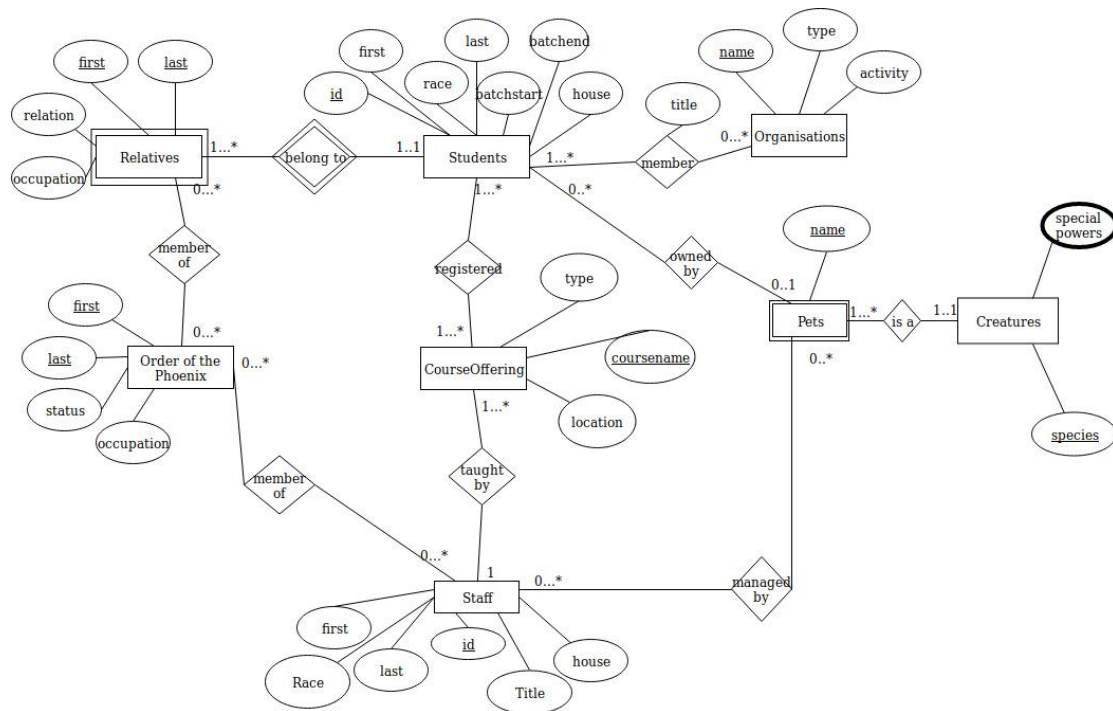 last
batchend
type
first
name
first
last
race
activity
id
batchstart
house
title
relation
Relatives
1...*
belong to
1..1
Students
1...*
member
0...*
Organisations
occupation
0...*
1...*
0..*
special
powers
name
member
of
registered
owned
by
type
0..1
first
1...*
Pets
1...*
is a
1..1
Creatures
0...*
last
Order of the
Phoenix
0...*
CourseOffering
coursename
0..*
status
1...*
location
occupation
species
member
of
taught
by
0...*
1
0...*
managed
by
Staff
first
id
Race
last
Title
house